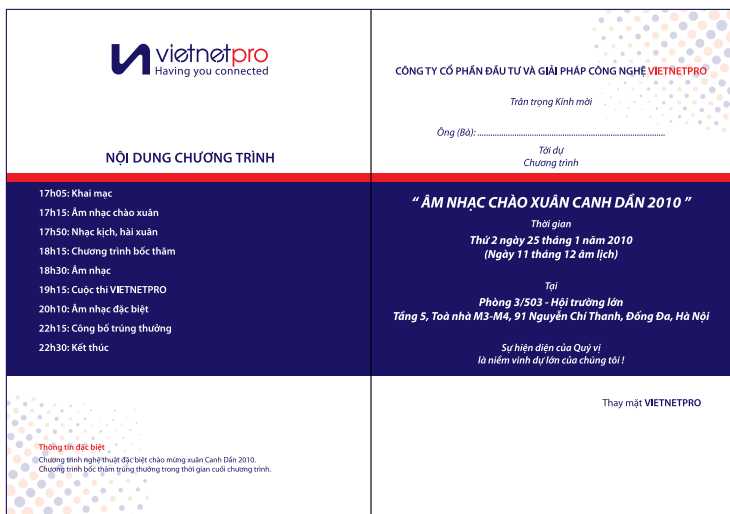 vietnetpro
Having you connected
NỘI DUNG CHƯƠNG TRÌNH
17h05: Khai mạc
17h15: Âm nhạc chào xuân
17h50: Nhạc kịch, hài xuân
18h15: Chương trình bốc thăm
18h30: Âm nhạc
19h15: Cuộc thi VIETNETPRO
20h10: Âm nhạc đặc biệt
22h15: Công bố trúng thưởng
22h30: Kết thúc
Thông tin đặc biệt
Chương trình nghệ thuật đặc biệt chào mừng xuân Canh Dần 2010.
Chương trình bốc thăm trúng thưởng trong thời gian cuối chương trình.
CÔNG TY CỔ PHẦN ĐẦU TƯ VÀ GIẢI PHÁP CÔNG NGHỆ VIETNETPRO
Trân trọng Kính mời
Ông (Bà): ....................................................................
Tới dự
Chương trình
“ ÂM NHẠC CHÀO XUÂN CANH DẦN 2010 ”
Thời gian
Thứ 2 ngày 25 tháng 1 năm 2010
(Ngày 11 tháng 12 âm lịch)
Tại
Phòng 3/503 - Hội trường lớn
Tầng 5, Toà nhà M3-M4, 91 Nguyễn Chí Thanh, Đống Đa, Hà Nội
Sự hiện diện của Quý vị
là niềm vinh dự lớn của chúng tôi !
Thay mặt VIETNETPRO